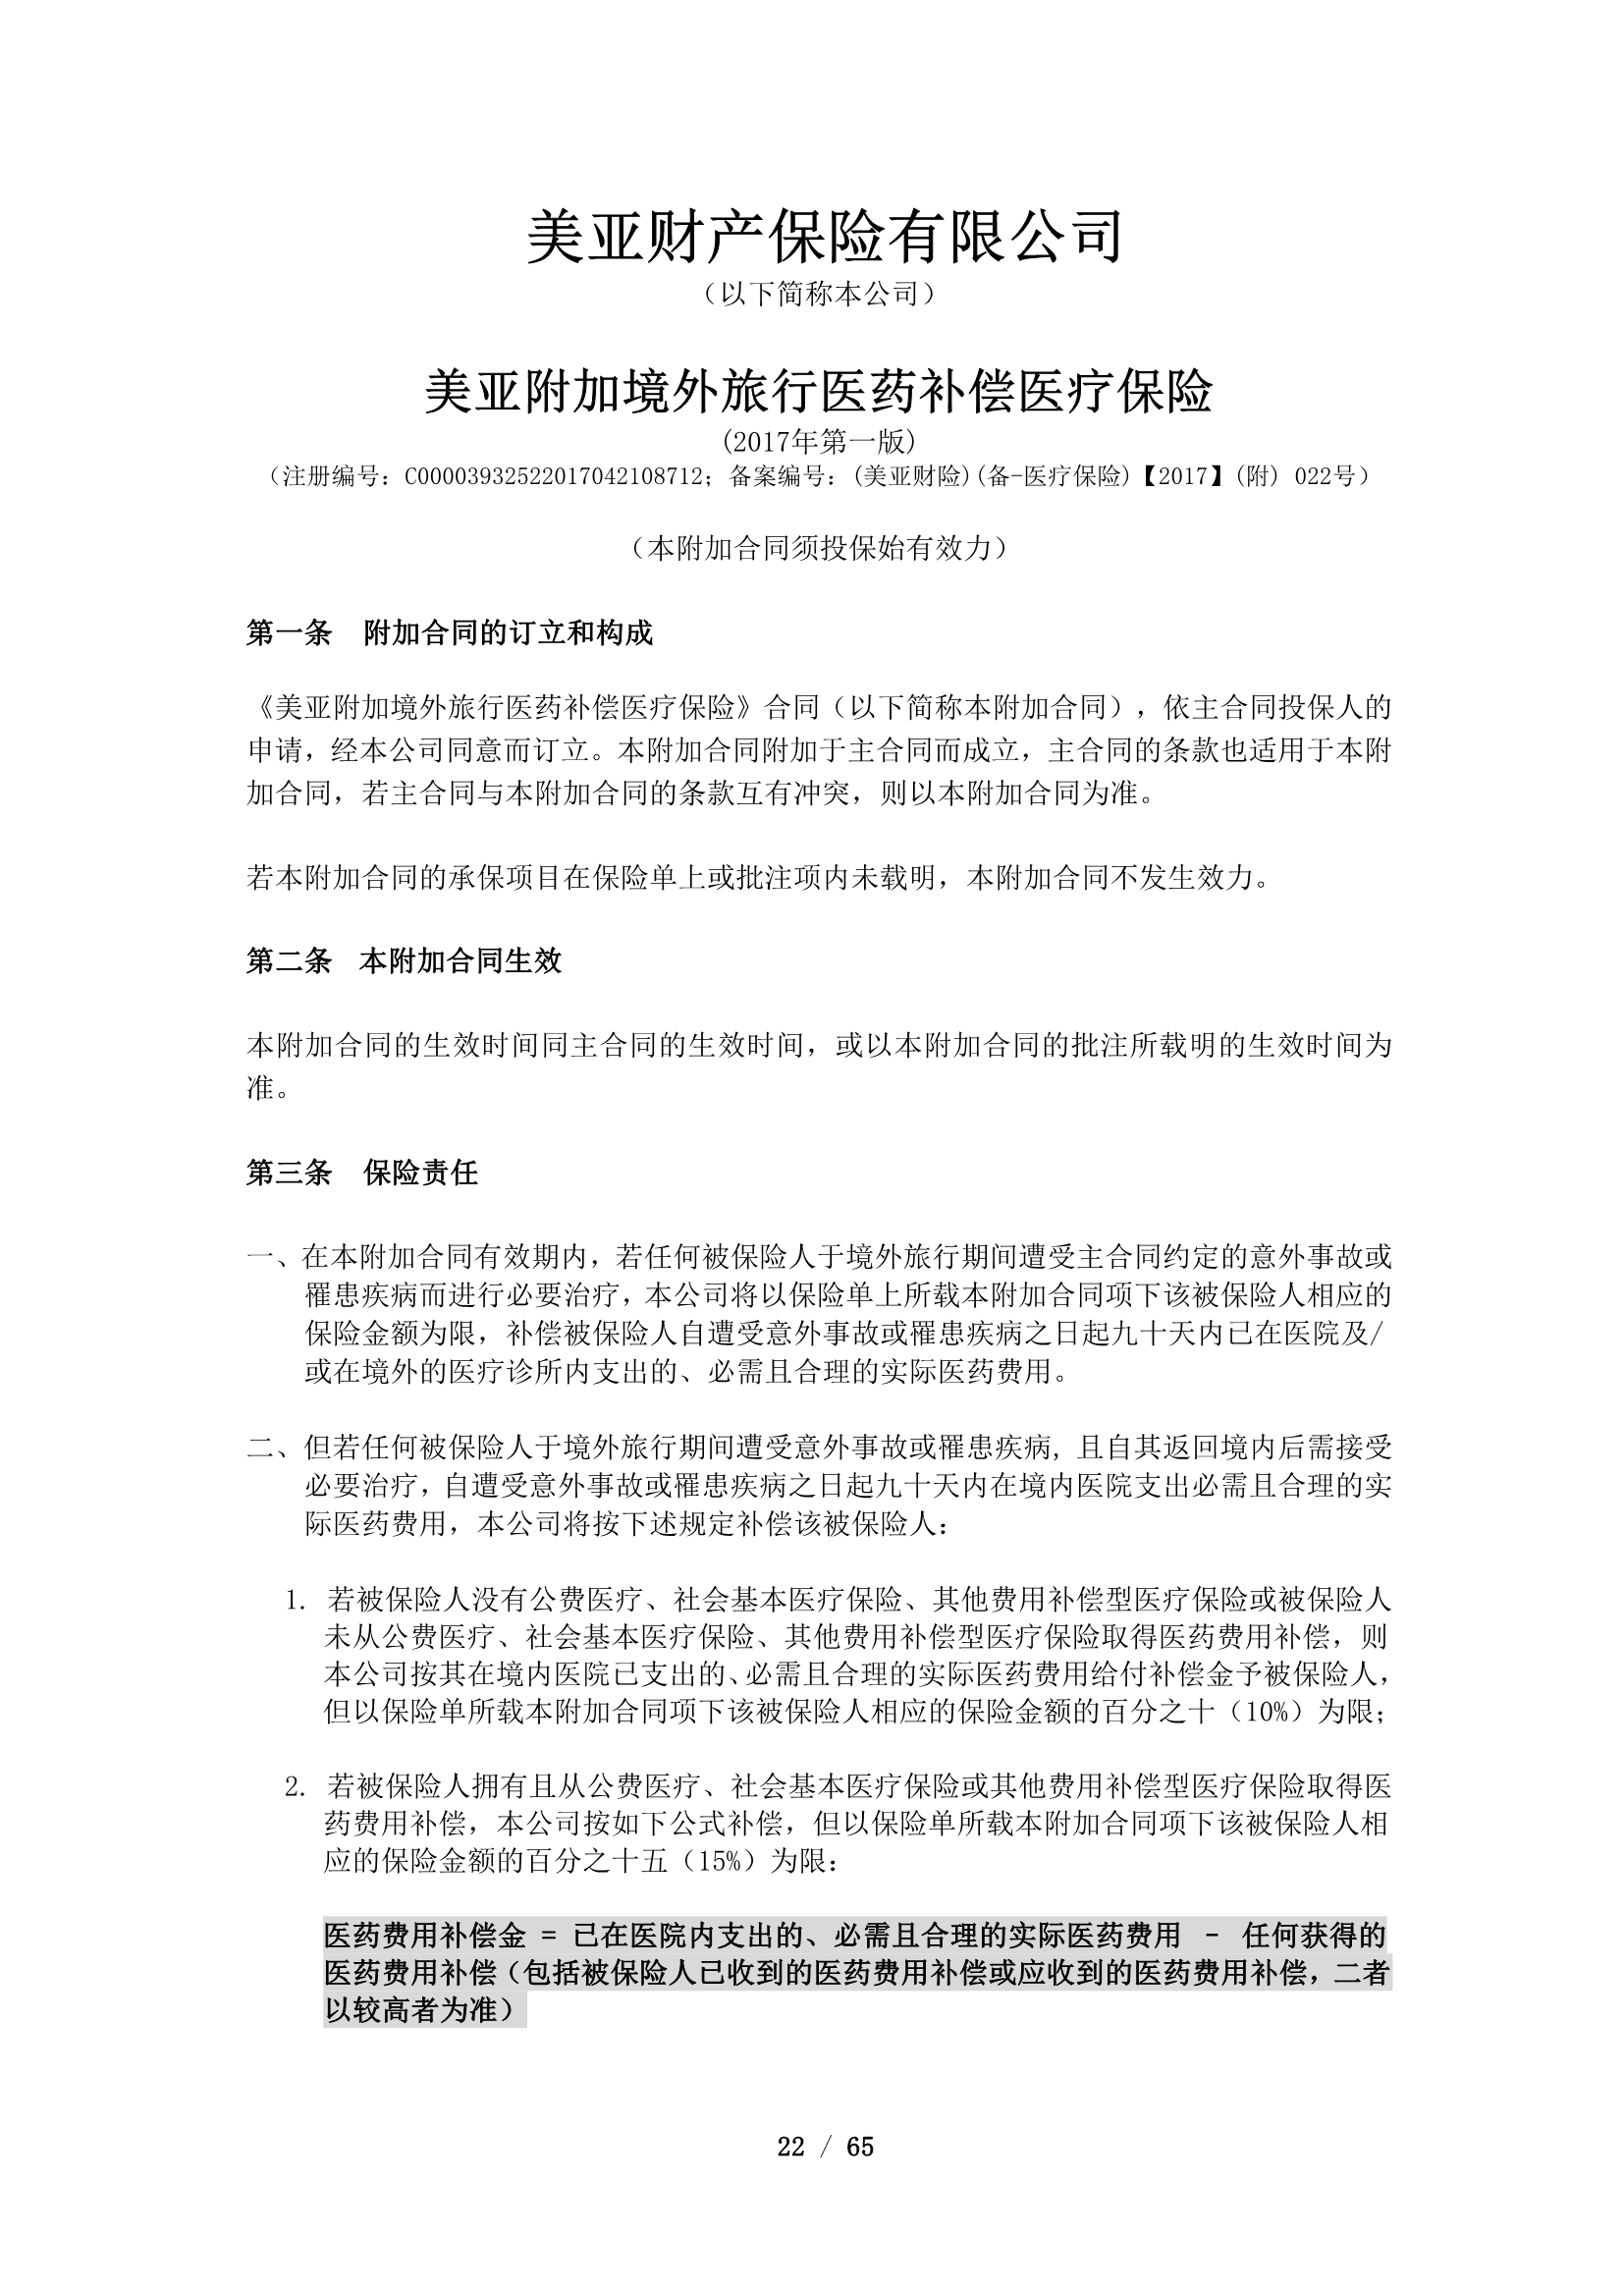 美亚财产保险有限公司
（以下简称本公司）
美亚附加境外旅行医药补偿医疗保险
(2017年第一版)
（注册编号：C00003932522017042108712；备案编号：(美亚财险)(备-医疗保险)【2017】(附) 022号）
（本附加合同须投保始有效力）
第一条 附加合同的订立和构成
《美亚附加境外旅行医药补偿医疗保险》合同（以下简称本附加合同），依主合同投保人的
申请，经本公司同意而订立。本附加合同附加于主合同而成立，主合同的条款也适用于本附
加合同，若主合同与本附加合同的条款互有冲突，则以本附加合同为准。
若本附加合同的承保项目在保险单上或批注项内未载明，本附加合同不发生效力。
第二条 本附加合同生效
本附加合同的生效时间同主合同的生效时间，或以本附加合同的批注所载明的生效时间为
准。
第三条 保险责任
一、在本附加合同有效期内，若任何被保险人于境外旅行期间遭受主合同约定的意外事故或
罹患疾病而进行必要治疗，本公司将以保险单上所载本附加合同项下该被保险人相应的
保险金额为限，补偿被保险人自遭受意外事故或罹患疾病之日起九十天内已在医院及/
或在境外的医疗诊所内支出的、必需且合理的实际医药费用。
二、但若任何被保险人于境外旅行期间遭受意外事故或罹患疾病, 且自其返回境内后需接受
必要治疗，自遭受意外事故或罹患疾病之日起九十天内在境内医院支出必需且合理的实
际医药费用，本公司将按下述规定补偿该被保险人：
1. 若被保险人没有公费医疗、社会基本医疗保险、其他费用补偿型医疗保险或被保险人
未从公费医疗、社会基本医疗保险、其他费用补偿型医疗保险取得医药费用补偿，则
本公司按其在境内医院已支出的、必需且合理的实际医药费用给付补偿金予被保险人，
但以保险单所载本附加合同项下该被保险人相应的保险金额的百分之十（10%）为限；
2. 若被保险人拥有且从公费医疗、社会基本医疗保险或其他费用补偿型医疗保险取得医
药费用补偿，本公司按如下公式补偿，但以保险单所载本附加合同项下该被保险人相
应的保险金额的百分之十五（15%）为限：
医药费用补偿金 = 已在医院内支出的、必需且合理的实际医药费用 – 任何获得的
医药费用补偿（包括被保险人已收到的医药费用补偿或应收到的医药费用补偿，二者
以较高者为准）
22 / 65